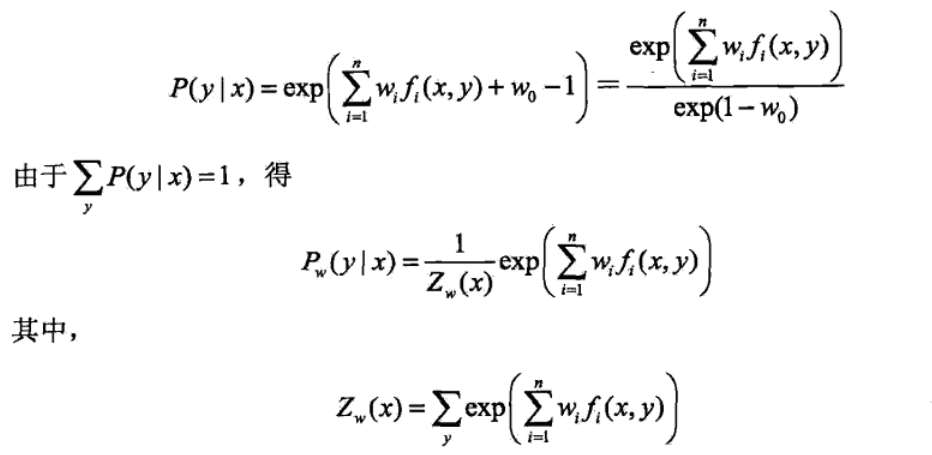 P(y|x) = exp(∑_{i=1}^{n} w_i f_i(x, y) + w_0 − 1) = exp(∑_{i=1}^{n} w_i f_i(x, y)) / exp(1 − w_0)
由于 ∑_y P(y|x) = 1，得
P_w(y|x) = 1 / Z_w(x) exp(∑_{i=1}^{n} w_i f_i(x, y))
其中，
Z_w(x) = ∑_y exp(∑_{i=1}^{n} w_i f_i(x, y))